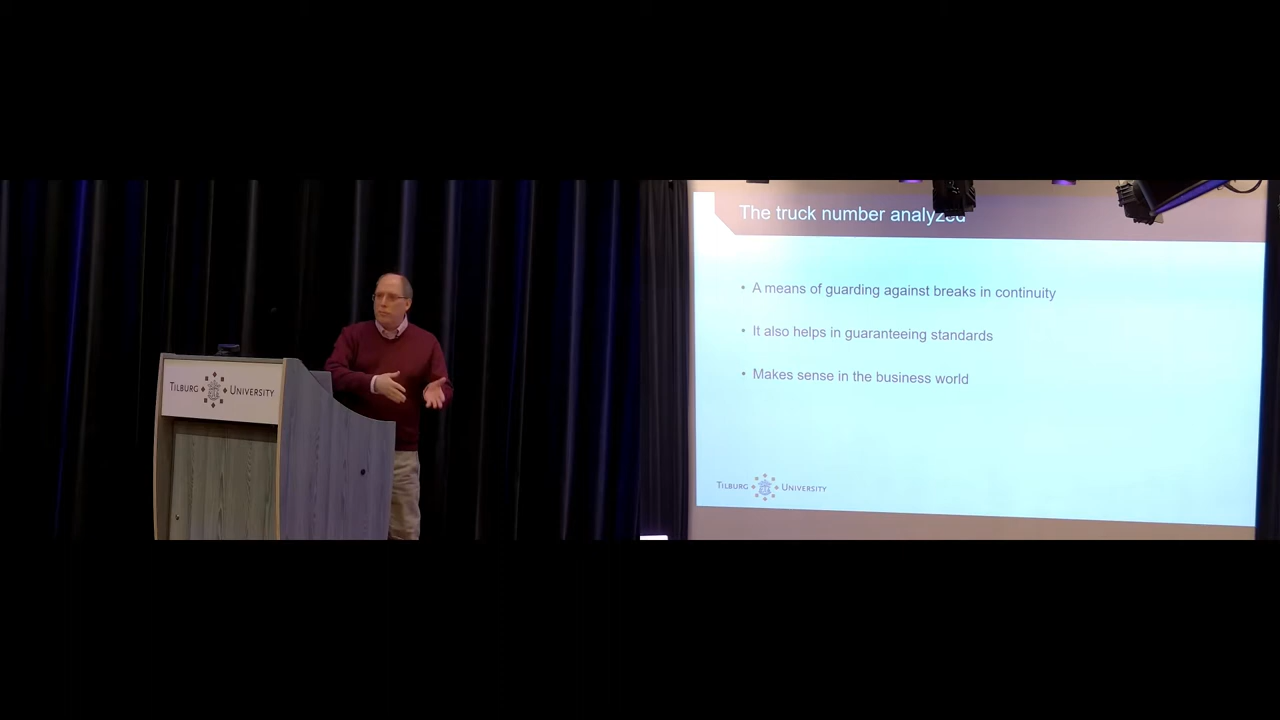 TILBURG UNIVERSITY
The truck number analyzed
• A means of guarding against breaks in continuity
• It also helps in guaranteeing standards
• Makes sense in the business world
TILBURG UNIVERSITY